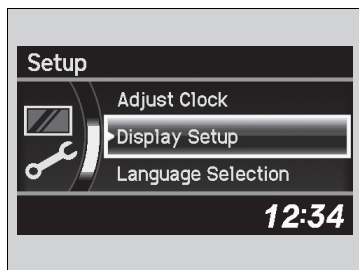 Setup
Adjust Clock
Display Setup
Language Selection
12:34